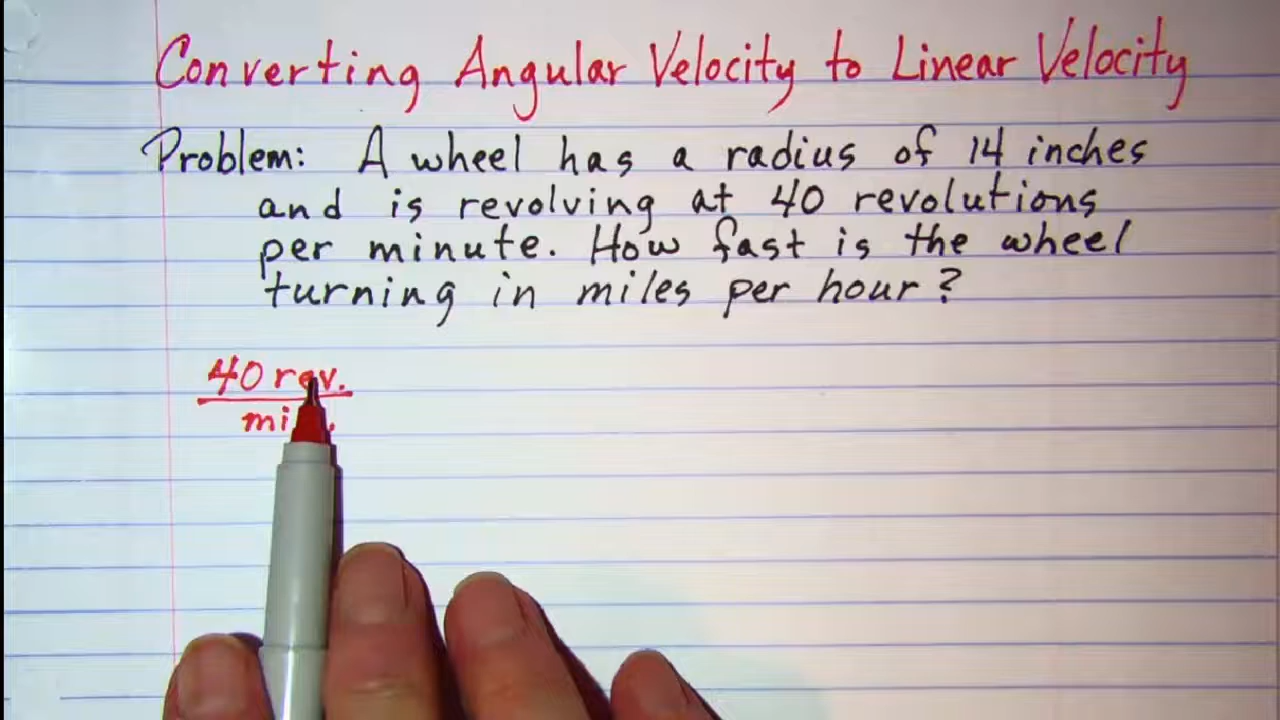 Converting Angular Velocity to Linear Velocity
Problem: A wheel has a radius of 14 inches
and is revolving at 40 revolutions
per minute. How fast is the wheel
turning in miles per hour?
40 rev.